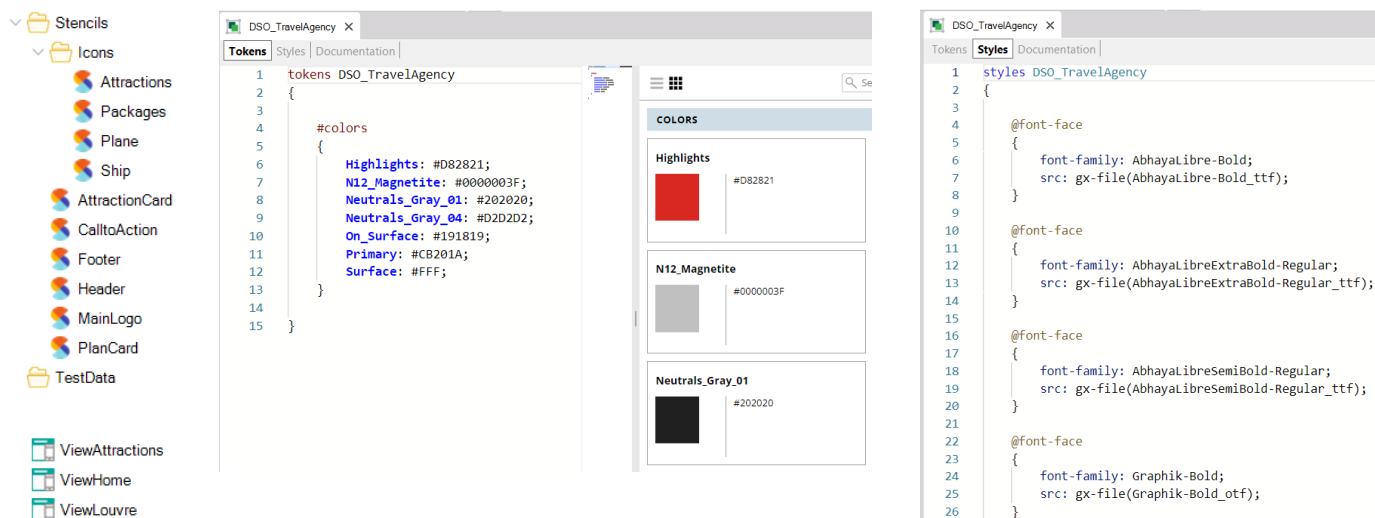 Stencils
Icons
Attractions
Packages
Plane
Ship
AttractionCard
CalltoAction
Footer
Header
MainLogo
PlanCard
TestData
ViewAttractions
ViewHome
ViewLouvre
DSO_TravelAgency X
Tokens Styles Documentation
1 tokens DSO_TravelAgency
2 {
3
4 #colors
5 {
6 Highlights: #D82821;
7 N12_Magnetite: #0000003F;
8 Neutrals_Gray_01: #202020;
9 Neutrals_Gray_04: #D2D2D2;
10 On_Surface: #191819;
11 Primary: #CB201A;
12 Surface: #FFF;
13 }
14
15 }
Se
COLORS
Highlights
#D82821
N12_Magnetite
#0000003F
Neutrals_Gray_01
#202020
DSO_TravelAgency X
Tokens Styles Documentation
1 styles DSO_TravelAgency
2 {
3
4 @font-face
5 {
6 font-family: AbhayaLibre-Bold;
7 src: gx-file(AbhayaLibre-Bold_ttf);
8 }
9
10 @font-face
11 {
12 font-family: AbhayaLibreExtraBold-Regular;
13 src: gx-file(AbhayaLibreExtraBold-Regular_ttf);
14 }
15
16 @font-face
17 {
18 font-family: AbhayaLibreSemiBold-Regular;
19 src: gx-file(AbhayaLibreSemiBold-Regular_ttf);
20 }
21
22 @font-face
23 {
24 font-family: Graphik-Bold;
25 src: gx-file(Graphik-Bold_otf);
26 }